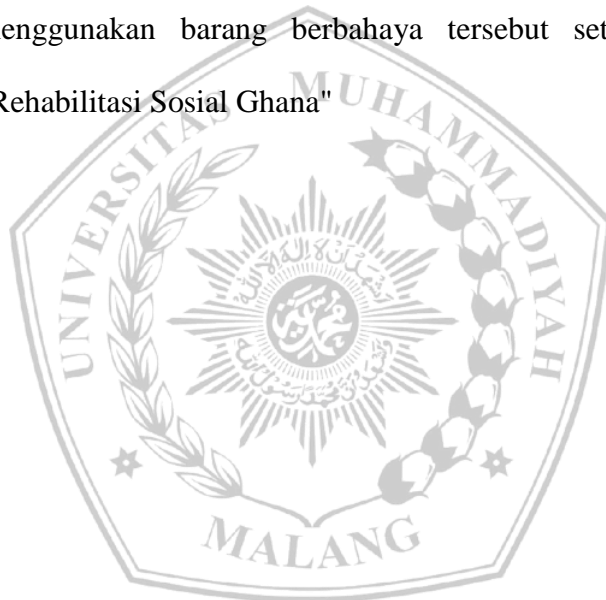 enggunakan barang berbahaya tersebut set
Rehabilitasi Sosial Ghana"
UNIVERSITAS MUHAMMADIYAH
MALANG